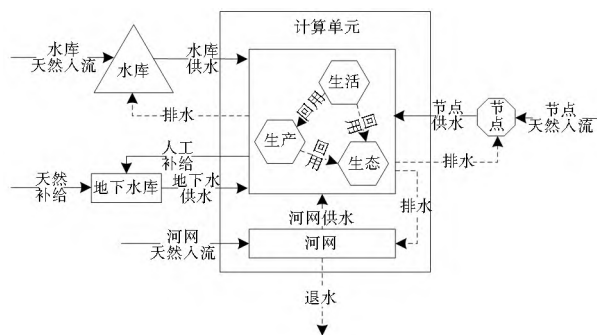 计算单元
水库
天然入流
水库
水库
供水
生活
回用
回用
节点
供水
节
点
节点
天然入流
排水
生产
回用
生态
人工
补给
排水
天然
补给
地下水库
地下水
供水
排水
河网供水
河网
天然入流
河网
退水